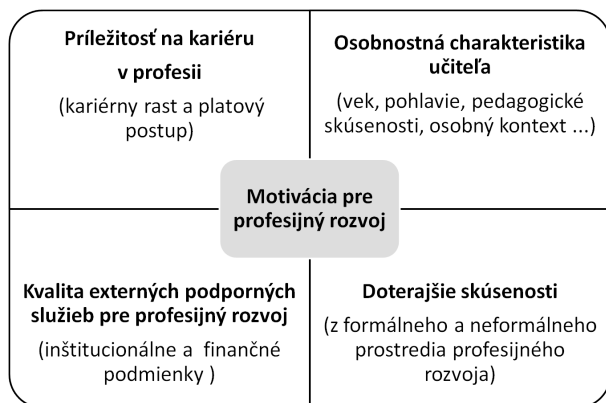 Príležitosť na kariéru
v profesii
(kariérny rast a platový
postup)
Osobnostná charakteristika
učiteľa
(vek, pohlavie, pedagogické
skúsenosti, osobný kontext ...)
Motivácia pre
profesijný rozvoj
Kvalita externých podporných
služieb pre profesijný rozvoj
(inštitucionálne a  finančné
podmienky )
Doterajšie skúsenosti
(z formálneho a neformálneho
prostredia profesijného
rozvoja)